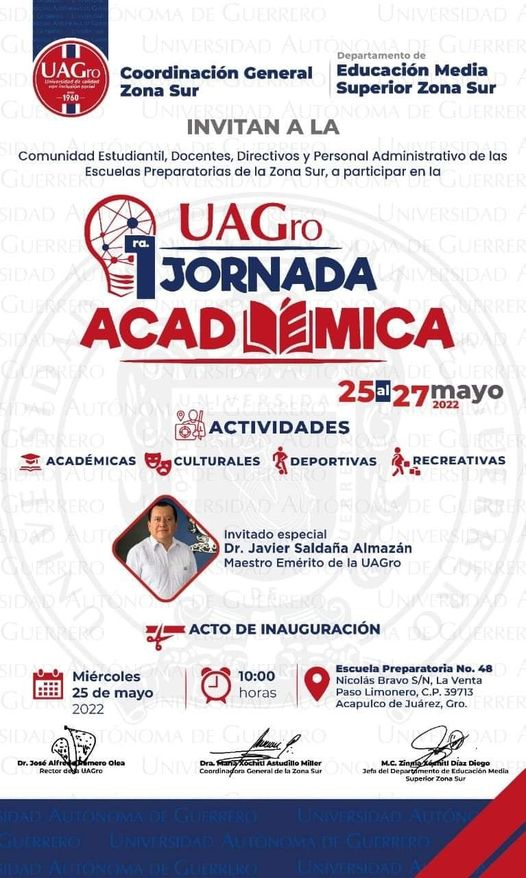 UAGro
Universidad de calidad
con inclusión social
1960
Coordinación General
Zona Sur
Departamento de
Educación Media
Superior Zona Sur
INVITAN A LA
Comunidad Estudiantil, Docentes, Directivos y Personal Administrativo de las
Escuelas Preparatorias de la Zona Sur, a participar en la
UAGro
1ra. JORNADA
ACADÉMICA
25 al 27 mayo
2022
ACTIVIDADES
ACADÉMICAS CULTURALES DEPORTIVAS RECREATIVAS
Invitado especial
Dr. Javier Saldaña Almazán
Maestro Emérito de la UAGro
ACTO DE INAUGURACIÓN
Miércoles
25 de mayo
2022
10:00
horas
Escuela Preparatoria No. 48
Nicolás Bravo S/N, La Venta
Paso Limonero, C.P. 39713
Acapulco de Juárez, Gro.
Dr. José Alfredo Romero Olea
Rector de la UAGro
Dra. María Xóchitl Astudillo Miller
Coordinadora General de la Zona Sur
M.C. Zinnia Xóchitl Díaz Diego
Jefa del Departamento de Educación Media
Superior Zona Sur
UNIVERSIDAD AUTÓNOMA DE GUERRERO